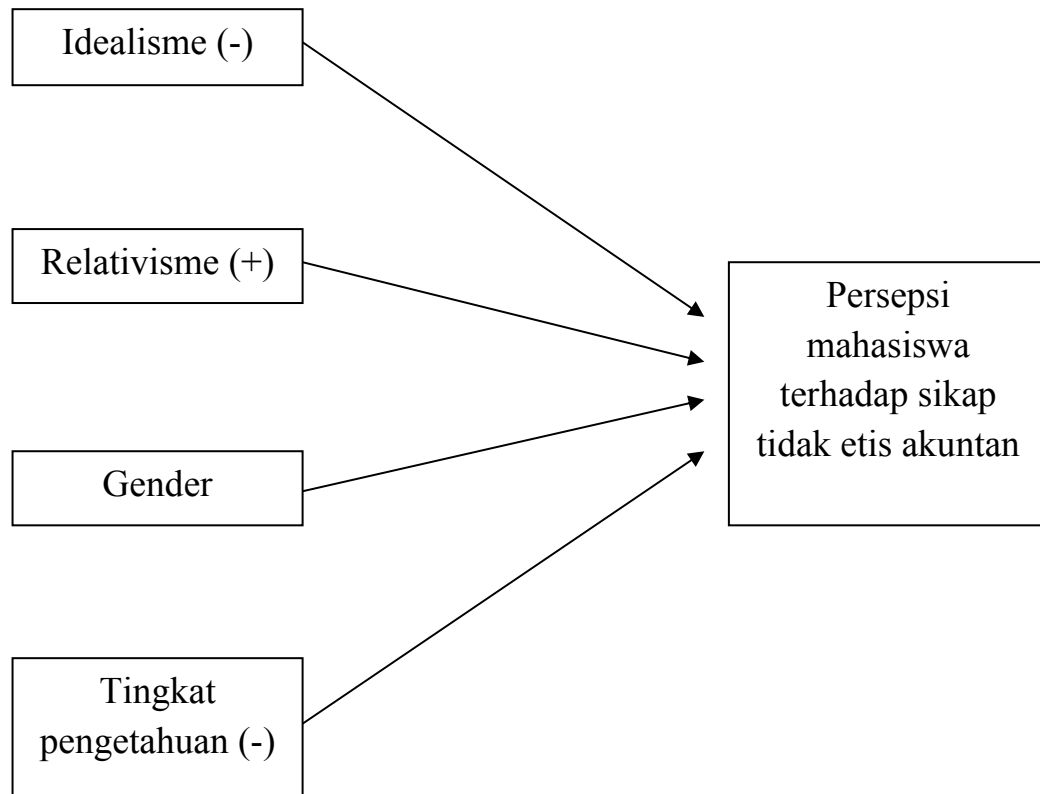 Idealisme (-)
Relativisme (+)
Gender
Tingkat
pengetahuan (-)
Persepsi
mahasiswa
terhadap sikap
tidak etis akuntan